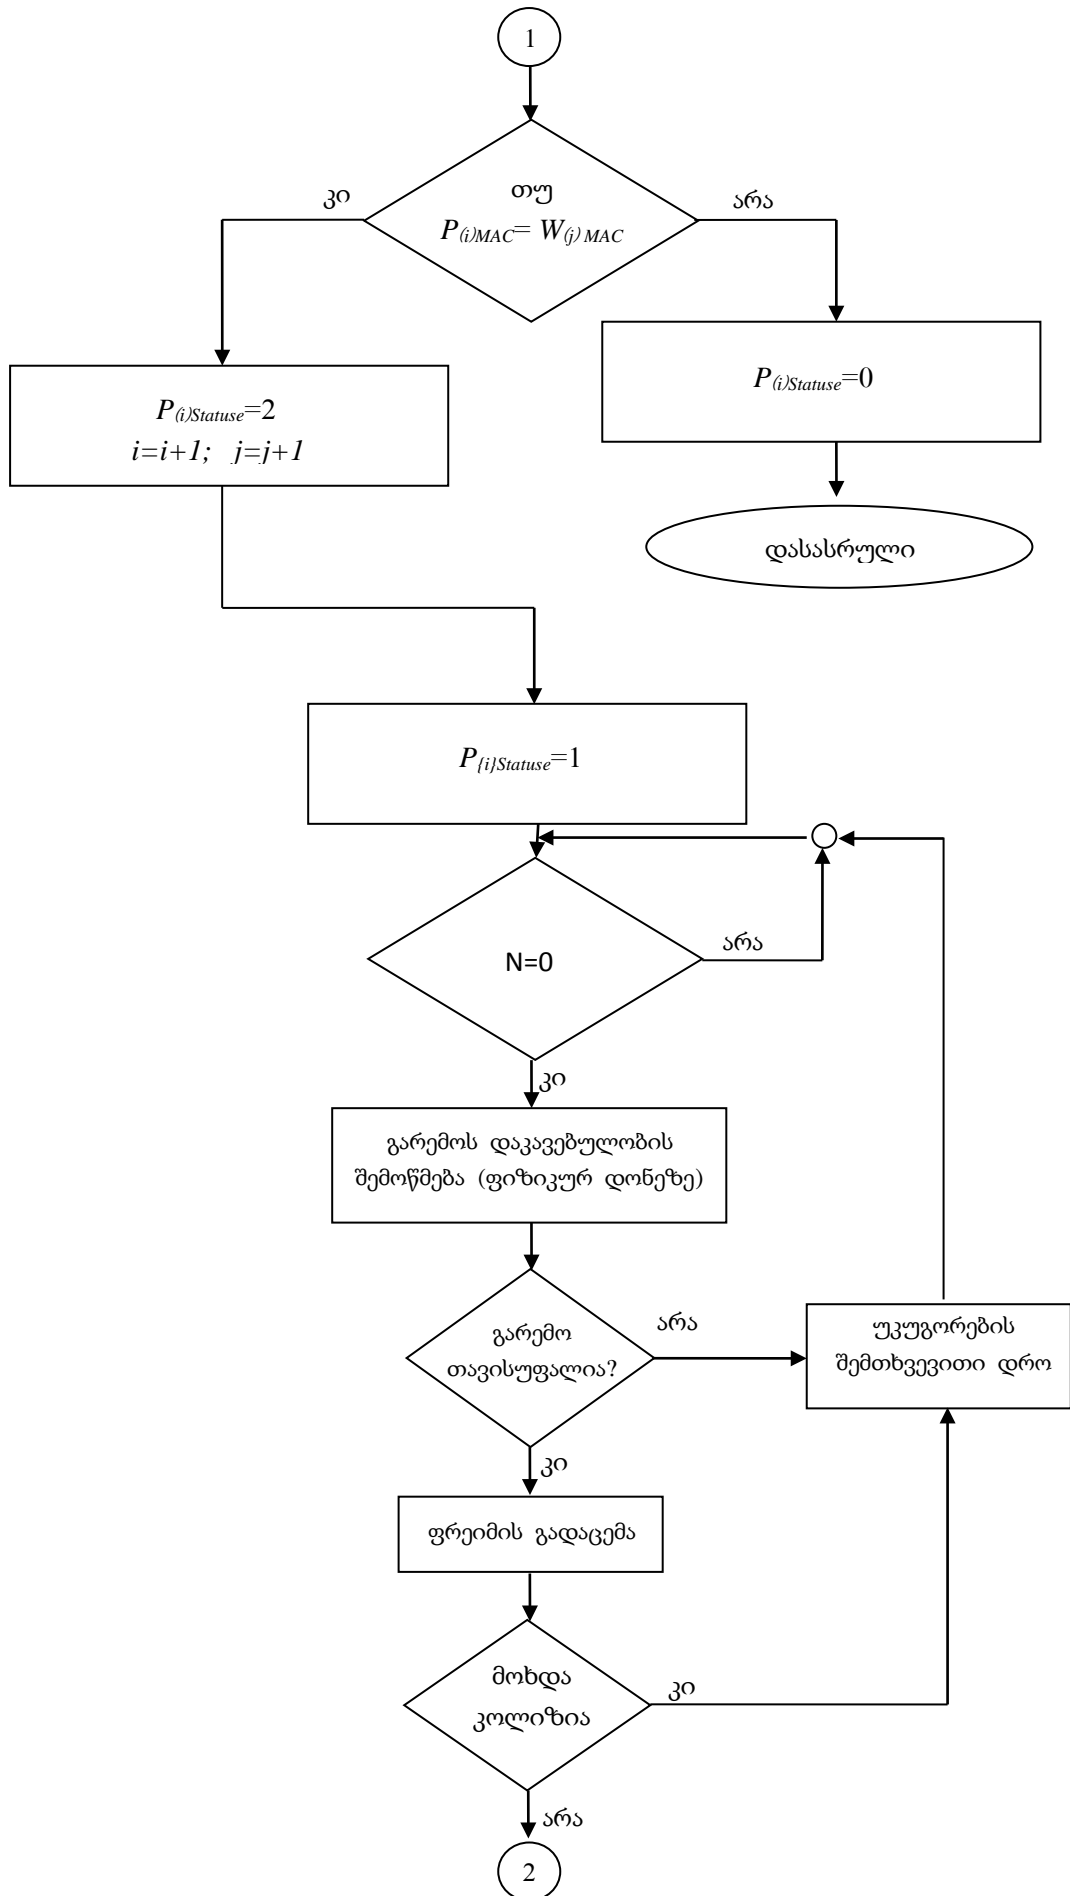 1
თუ
P(i)MAC= W(j) MAC
კი
არა
P(i)Statuse=0
P(i)Statuse=2
i=i+1; j=j+1
დასასრული
P{i}Statuse=1
N=0
არა
კი
გარემოს დაკავებულობის
შემოწმება (ფიზიკურ დონეზე)
გარემო
თავისუფალია?
არა
უკუგორების
შემთხვევითი დრო
კი
ფრეიმის გადაცემა
მოხდა
კოლიზია
კი
არა
2